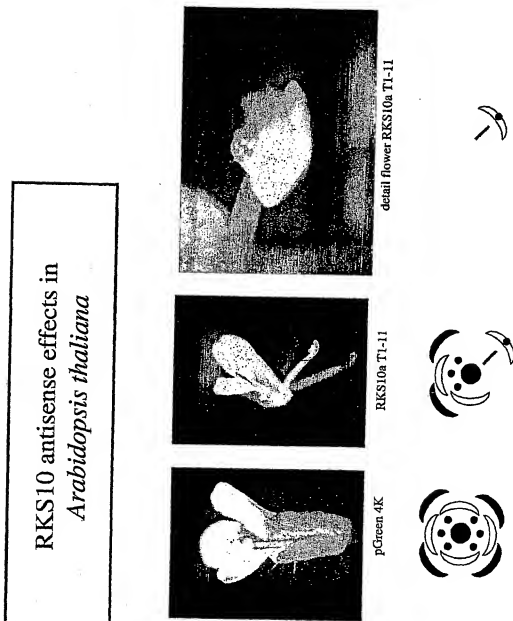 RKS10 antisense effects in
Arabidopsis thaliana
pGreen 4K
RKS10a T1-11
detail flower RKS10a T1-11